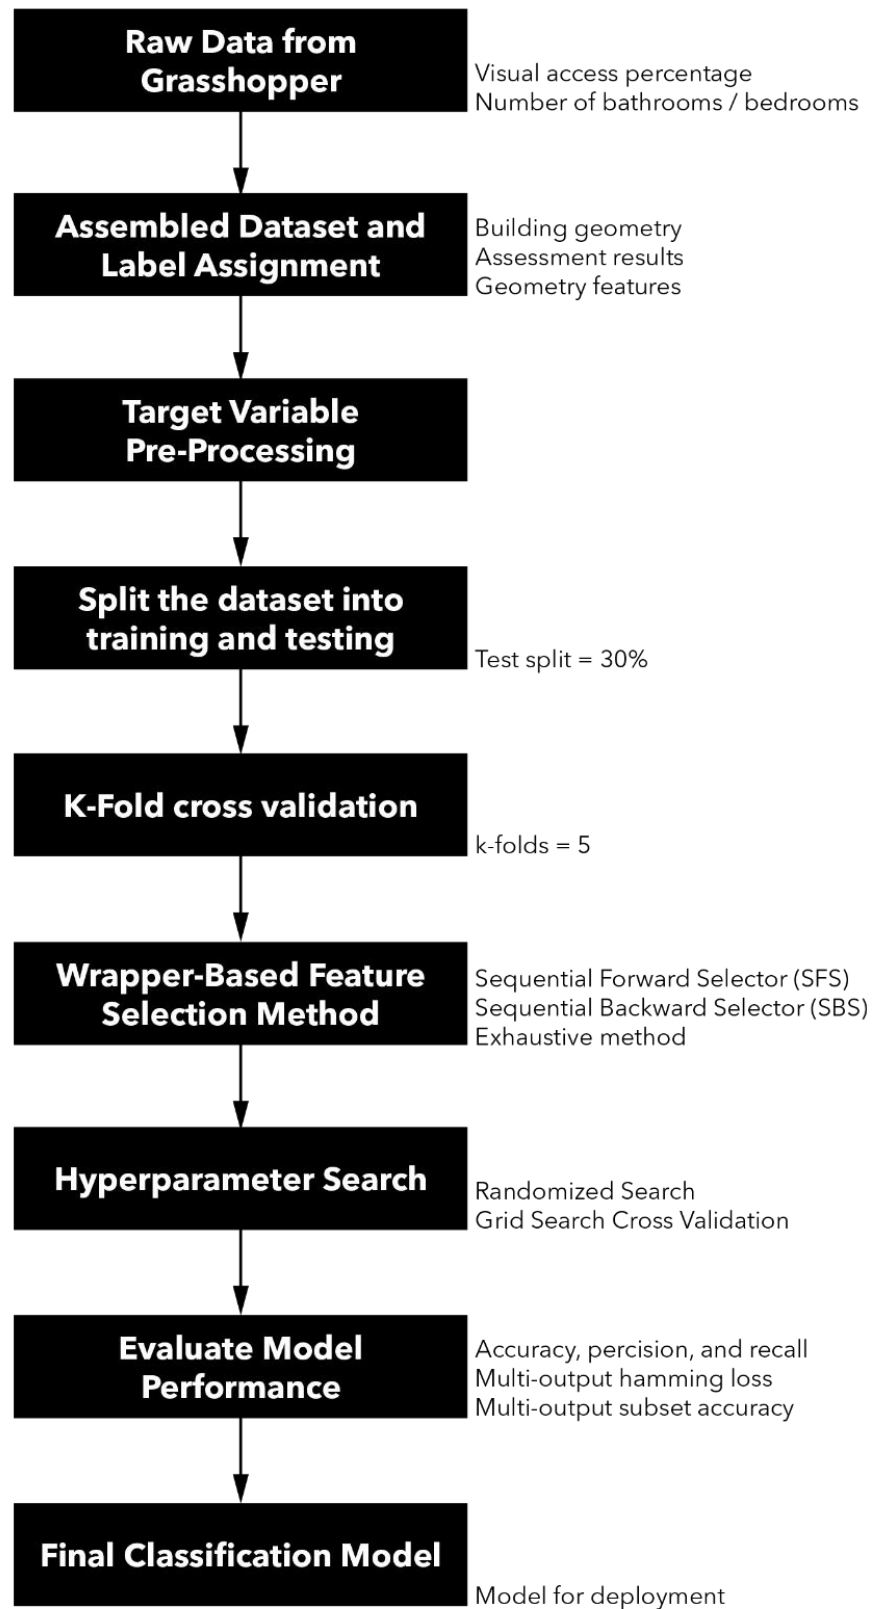 Raw Data from
Grasshopper
Visual access percentage
Number of bathrooms / bedrooms
Assembled Dataset and
Label Assignment
Building geometry
Assessment results
Geometry features
Target Variable
Pre-Processing
Split the dataset into
training and testing
Test split = 30%
K-Fold cross validation
k-folds = 5
Wrapper-Based Feature
Selection Method
Sequential Forward Selector (SFS)
Sequential Backward Selector (SBS)
Exhaustive method
Hyperparameter Search
Randomized Search
Grid Search Cross Validation
Evaluate Model
Performance
Accuracy, percision, and recall
Multi-output hamming loss
Multi-output subset accuracy
Final Classification Model
Model for deployment